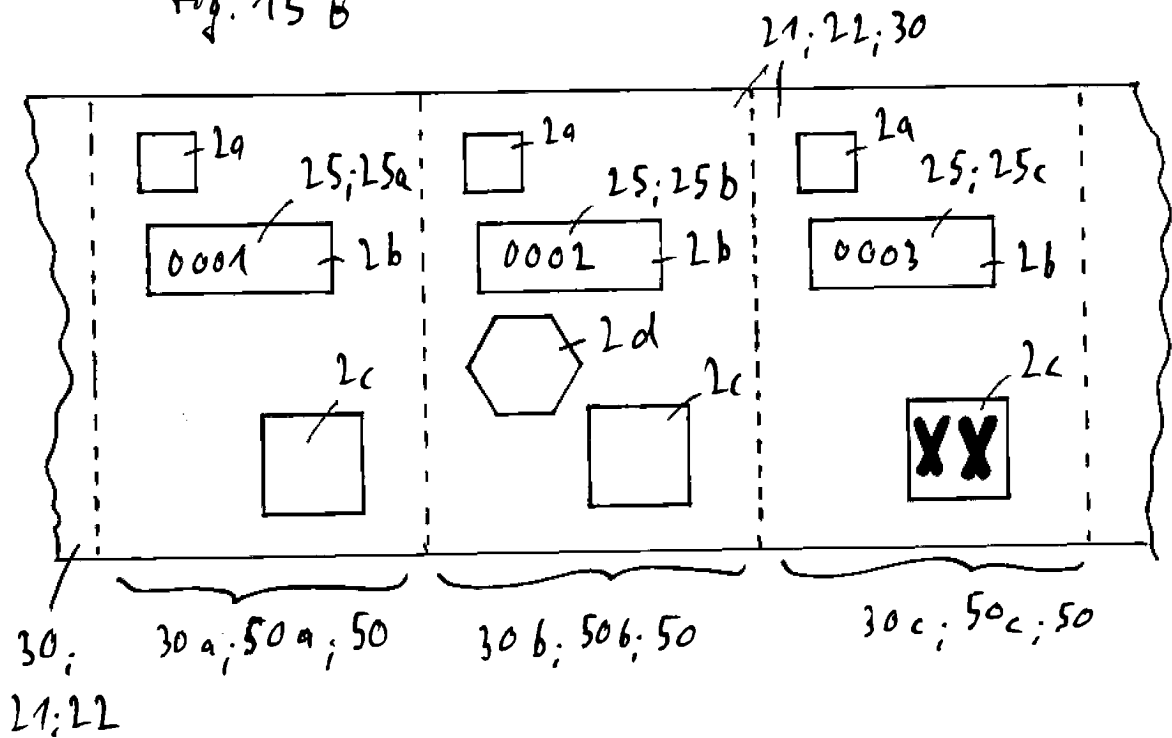 Fig. 15 B
21; 22; 30
2a 2a 2a
25; 25a 25; 25b 25; 25c
0001 2b 0002 2b 0003 2b
2d
2c 2c 2c
XX
30; 30a; 50a; 50 30b; 50b; 50 30c; 50c; 50
21; 22